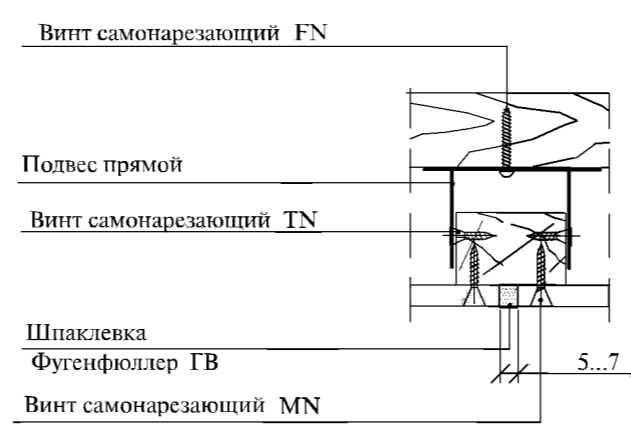 Винт самонарезающий FN
Подвес прямой
Винт самонарезающий TN
Шпаклевка
Фугенфюллер ГВ
5...7
Винт самонарезающий MN